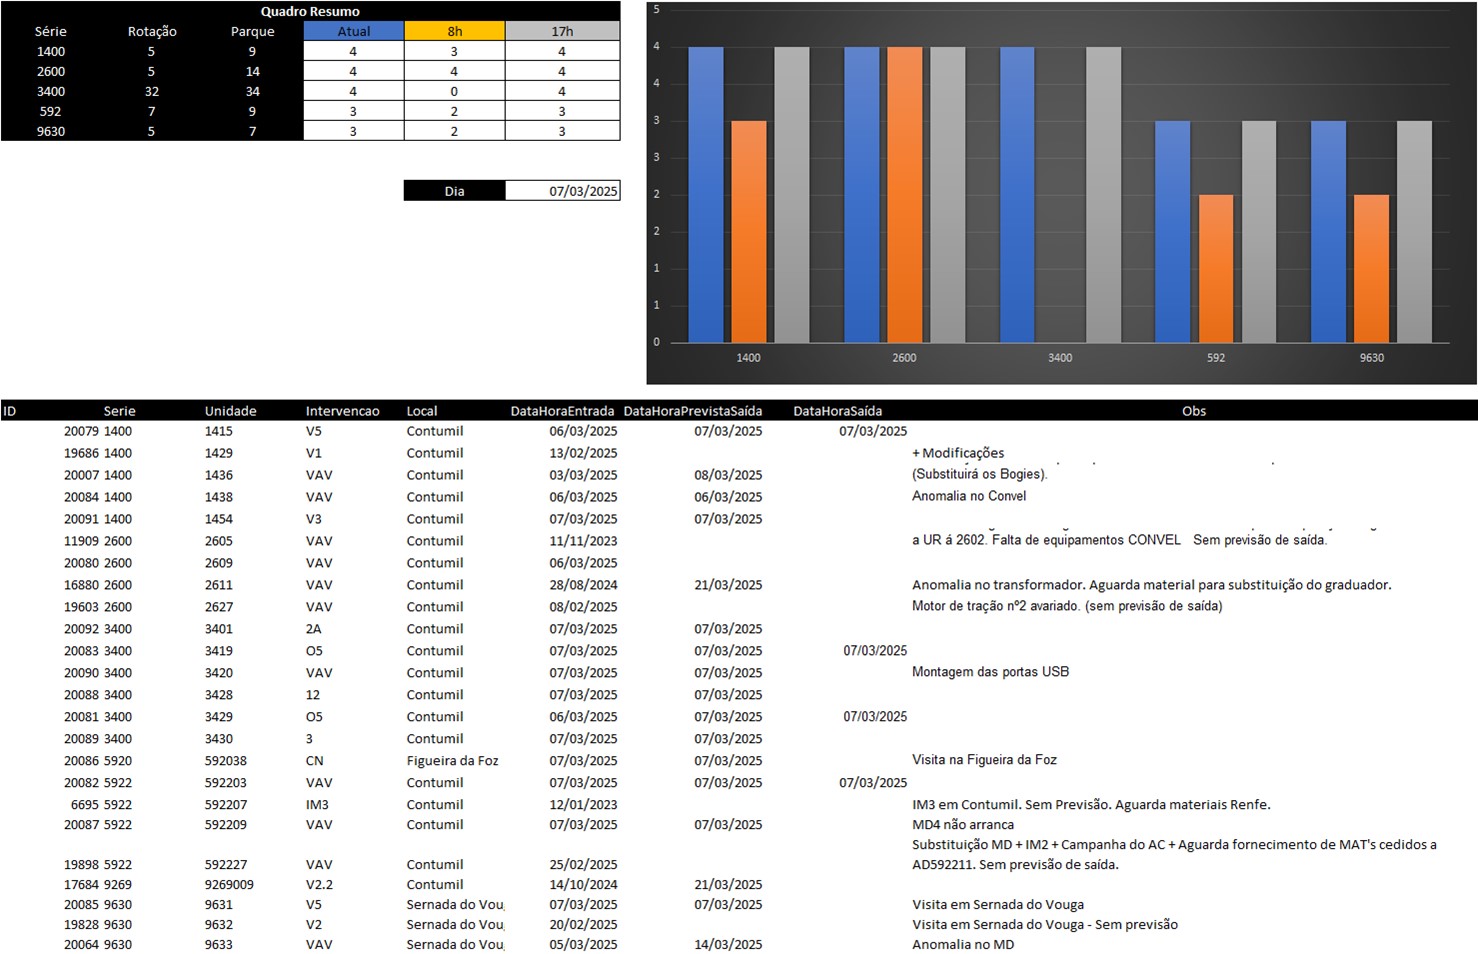 Quadro Resumo
Série Rotação Parque Atual 8h 17h
1400 5 9 4 3 4
2600 5 14 4 4 4
3400 32 34 4 0 4
592 7 9 3 2 3
9630 5 7 3 2 3
Dia 07/03/2025
5
4
4
3
3
2
2
1
1
0
1400 2600 3400 592 9630
ID Serie Unidade Intervencao Local DataHoraEntrada DataHoraPrevistaSaída DataHoraSaída Obs
20079 1400 1415 V5 Contumil 06/03/2025 07/03/2025 07/03/2025
19686 1400 1429 V1 Contumil 13/02/2025 + Modificações
20007 1400 1436 VAV Contumil 03/03/2025 08/03/2025 (Substituirá os Bogies).
20084 1400 1438 VAV Contumil 06/03/2025 06/03/2025 Anomalia no Convel
20091 1400 1454 V3 Contumil 07/03/2025 07/03/2025
11909 2600 2605 VAV Contumil 11/11/2023 a UR á 2602. Falta de equipamentos CONVEL Sem previsão de saída.
20080 2600 2609 VAV Contumil 06/03/2025
16880 2600 2611 VAV Contumil 28/08/2024 21/03/2025 Anomalia no transformador. Aguarda material para substituição do graduador.
19603 2600 2627 VAV Contumil 08/02/2025 Motor de tração nº2 avariado. (sem previsão de saída)
20092 3400 3401 2A Contumil 07/03/2025 07/03/2025
20083 3400 3419 O5 Contumil 07/03/2025 07/03/2025 07/03/2025
20090 3400 3420 VAV Contumil 07/03/2025 07/03/2025 Montagem das portas USB
20088 3400 3428 12 Contumil 07/03/2025 07/03/2025
20081 3400 3429 O5 Contumil 06/03/2025 07/03/2025 07/03/2025
20089 3400 3430 3 Contumil 07/03/2025 07/03/2025
20086 5920 592038 CN Figueira da Foz 07/03/2025 07/03/2025 Visita na Figueira da Foz
20082 5922 592203 VAV Contumil 07/03/2025 07/03/2025 07/03/2025
6695 5922 592207 IM3 Contumil 12/01/2023 IM3 em Contumil. Sem Previsão. Aguarda materiais Renfe.
20087 5922 592209 VAV Contumil 07/03/2025 07/03/2025 MD4 não arranca
Substituição MD + IM2 + Campanha do AC + Aguarda fornecimento de MAT's cedidos a
19898 5922 592227 VAV Contumil 25/02/2025 AD592211. Sem previsão de saída.
17684 9269 9269009 V2.2 Contumil 14/10/2024 21/03/2025
20085 9630 9631 V5 Sernada do Vou 07/03/2025 07/03/2025 Visita em Sernada do Vouga
19828 9630 9632 V2 Sernada do Vou 20/02/2025 Visita em Sernada do Vouga - Sem previsão
20064 9630 9633 VAV Sernada do Vou 05/03/2025 14/03/2025 Anomalia no MD